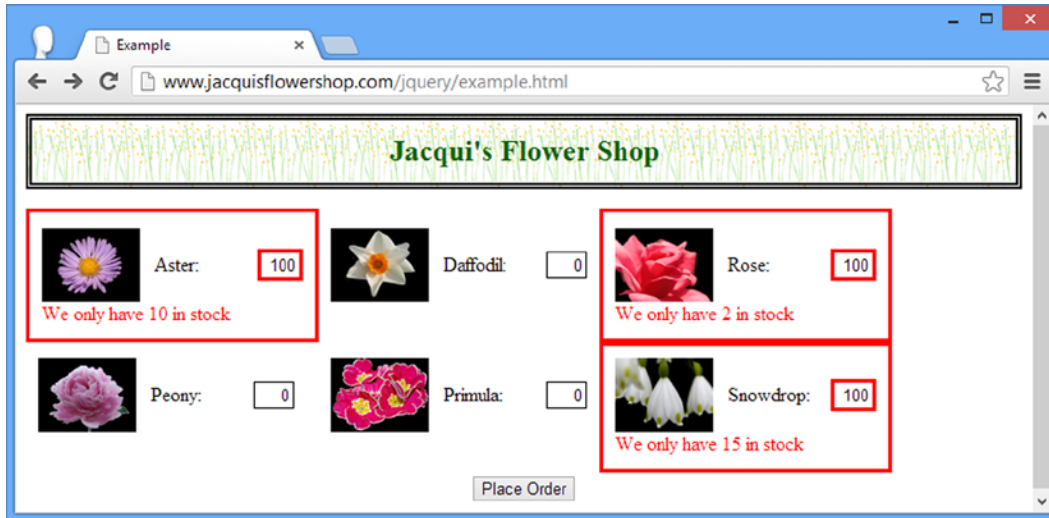 Example
www.jacquisflowershop.com/jquery/example.html
Jacqui's Flower Shop
Aster: 100
We only have 10 in stock
Daffodil: 0
Rose: 100
We only have 2 in stock
Peony: 0
Primula: 0
Snowdrop: 100
We only have 15 in stock
Place Order